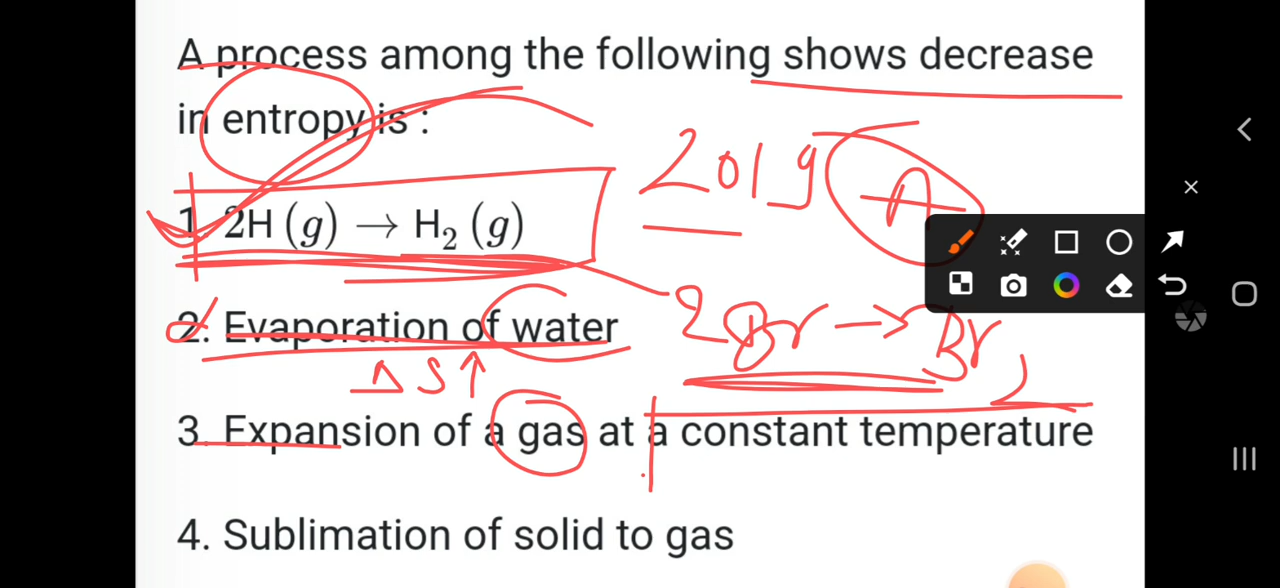 A process among the following shows decrease
in entropy is :
2019 A
1. 2H (g) → H₂ (g)
2Br → Br₂
2. Evaporation of water
ΔS↑
3. Expansion of a gas at a constant temperature
4. Sublimation of solid to gas